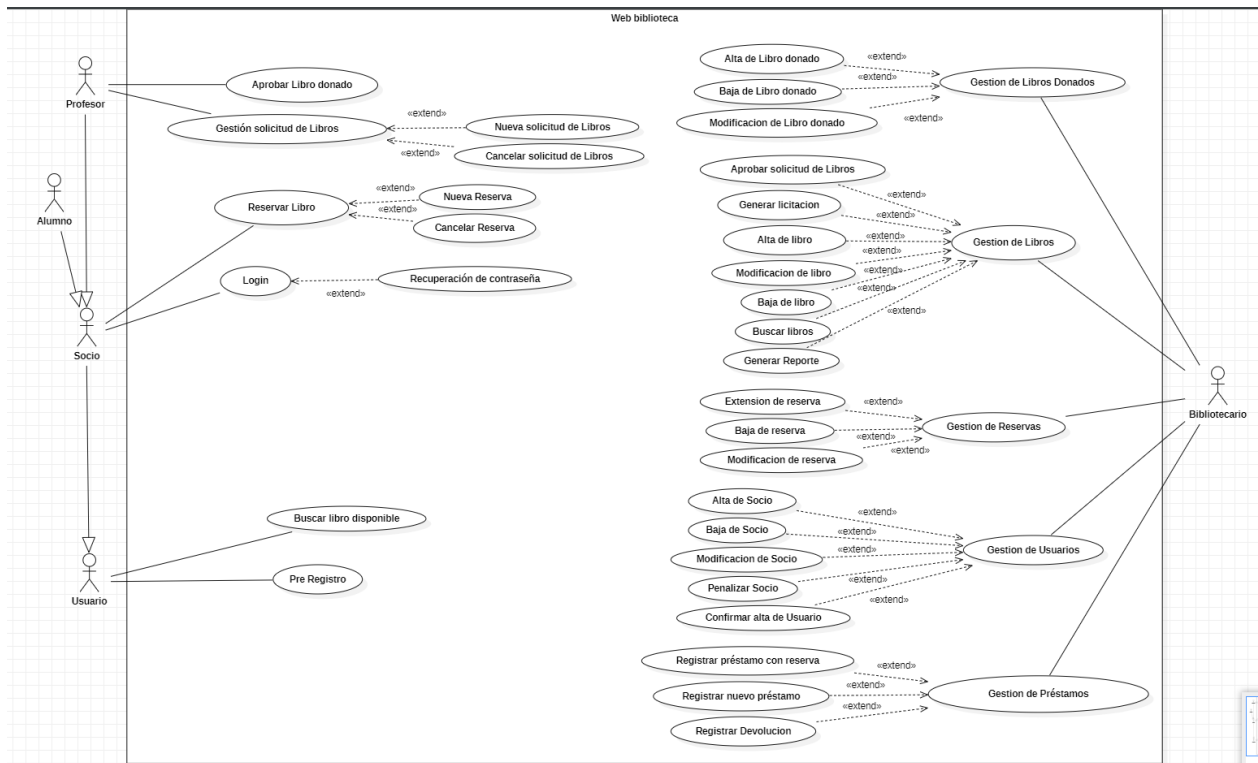 Web biblioteca
Profesor
Aprobar Libro donado
Gestión solicitud de Libros
«extend»
Nueva solicitud de Libros
«extend»
Cancelar solicitud de Libros
Alumno
Reservar Libro
«extend»
Nueva Reserva
«extend»
Cancelar Reserva
Login
«extend»
Recuperación de contraseña
Socio
Buscar libro disponible
Pre Registro
Usuario
Alta de Libro donado
«extend»
Baja de Libro donado
«extend»
Modificacion de Libro donado
«extend»
Gestion de Libros Donados
Aprobar solicitud de Libros
«extend»
Generar licitacion
«extend»
Alta de libro
«extend»
Modificacion de libro
«extend»
Baja de libro
«extend»
Buscar libros
«extend»
Generar Reporte
«extend»
Gestion de Libros
Bibliotecario
Extension de reserva
«extend»
Baja de reserva
«extend»
Modificacion de reserva
«extend»
Gestion de Reservas
Alta de Socio
«extend»
Baja de Socio
«extend»
Modificacion de Socio
«extend»
Penalizar Socio
«extend»
Confirmar alta de Usuario
«extend»
Gestion de Usuarios
Registrar préstamo con reserva
«extend»
Registrar nuevo préstamo
«extend»
Registrar Devolucion
«extend»
Gestion de Préstamos